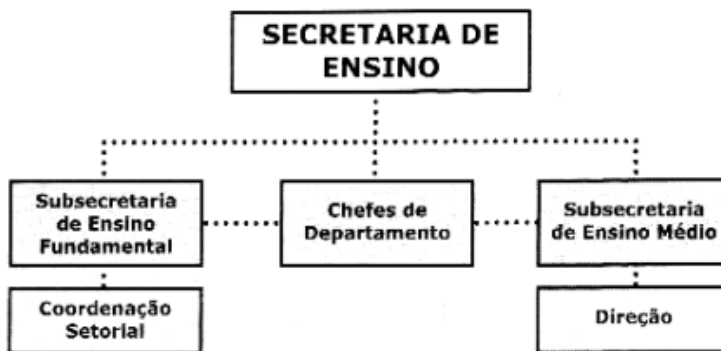 SECRETARIA DE
ENSINO
Subsecretaria
de Ensino
Fundamental
Chefes de
Departamento
Subsecretaria
de Ensino Médio
Coordenação
Setorial
Direção